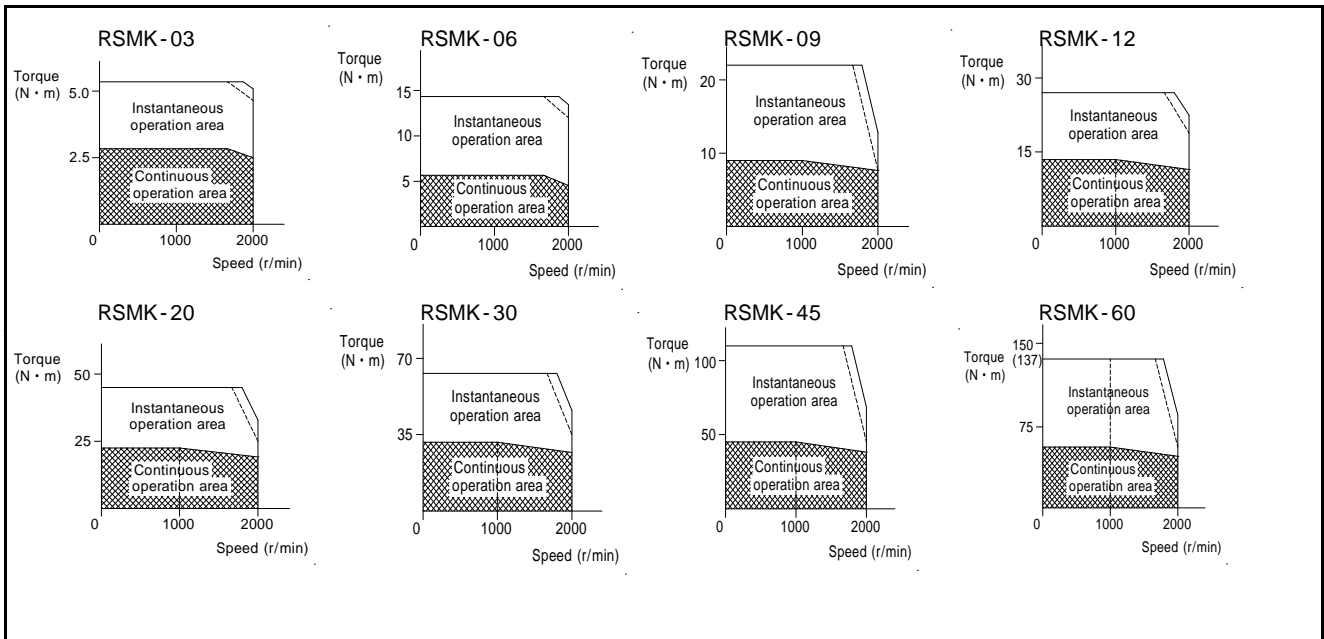 RSMK-03
Torque
(N・m)
5.0
2.5
Instantaneous
operation area
Continuous
operation area
0
1000
2000
Speed (r/min)
RSMK-06
Torque
(N・m)
15
10
5
Instantaneous
operation area
Continuous
operation area
0
1000
2000
Speed (r/min)
RSMK-09
Torque
(N・m)
20
10
Instantaneous
operation area
Continuous
operation area
0
1000
2000
Speed (r/min)
RSMK-12
Torque
(N・m)
30
15
Instantaneous
operation area
Continuous
operation area
0
1000
2000
Speed (r/min)
RSMK-20
Torque
(N・m)
50
25
Instantaneous
operation area
Continuous
operation area
0
1000
2000
Speed (r/min)
RSMK-30
Torque
(N・m)
70
35
Instantaneous
operation area
Continuous
operation area
0
1000
2000
Speed (r/min)
RSMK-45
Torque
(N・m)
100
50
Instantaneous
operation area
Continuous
operation area
0
1000
2000
Speed (r/min)
RSMK-60
Torque
(N・m)
150
(137)
75
Instantaneous
operation area
Continuous
operation area
0
1000
2000
Speed (r/min)